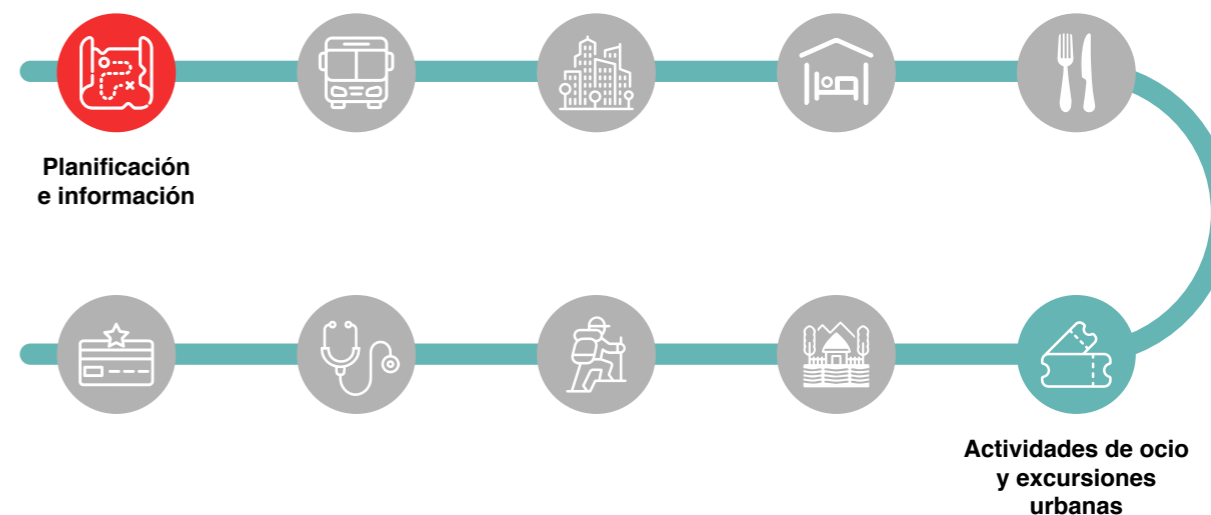 Planificación
e información
Actividades de ocio
y excursiones
urbanas